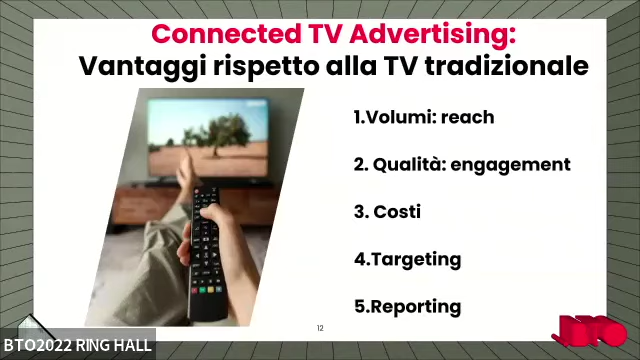 Connected TV Advertising:
Vantaggi rispetto alla TV tradizionale
1.Volumi: reach
2. Qualità: engagement
3. Costi
4.Targeting
5.Reporting
12
BTO2022 RING HALL
BTO